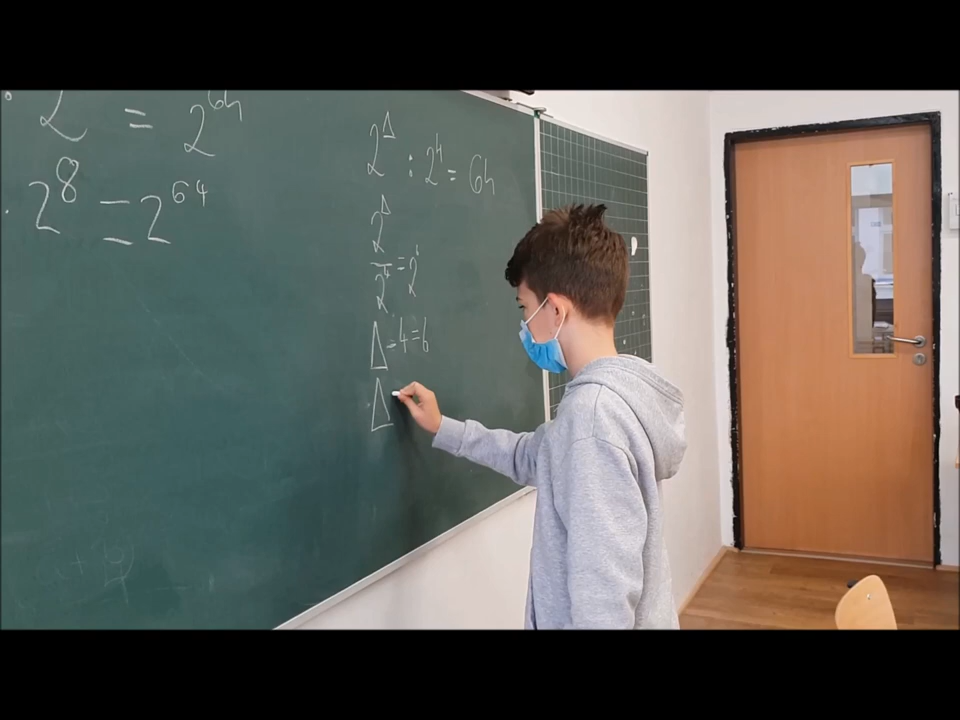 · 2 = 2^64
· 2^8 = 2^64
2^Δ : 2^4 = 64
2^Δ / 2^4 = 2^6
Δ - 4 = 6
Δ